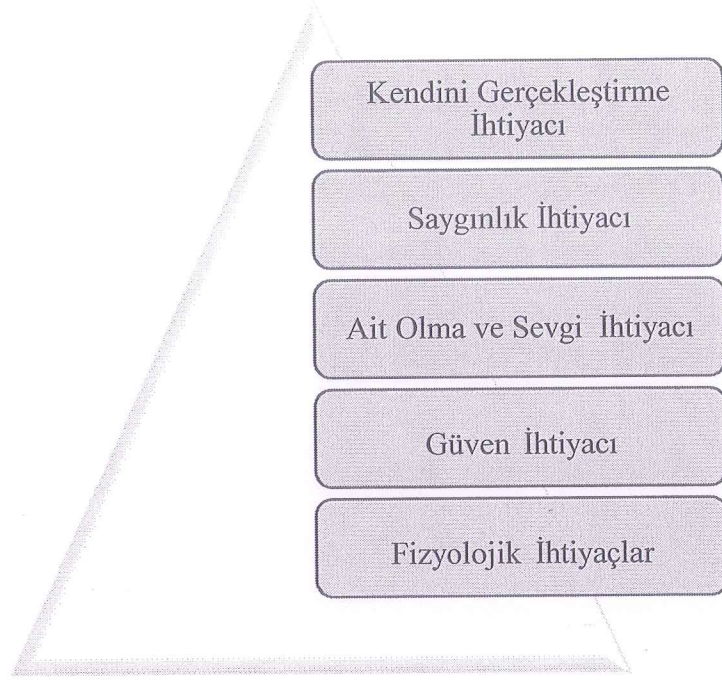 Kendini Gerçekleştirme
İhtiyacı
Saygınlık İhtiyacı
Ait Olma ve Sevgi İhtiyacı
Güven İhtiyacı
Fizyolojik İhtiyaçlar